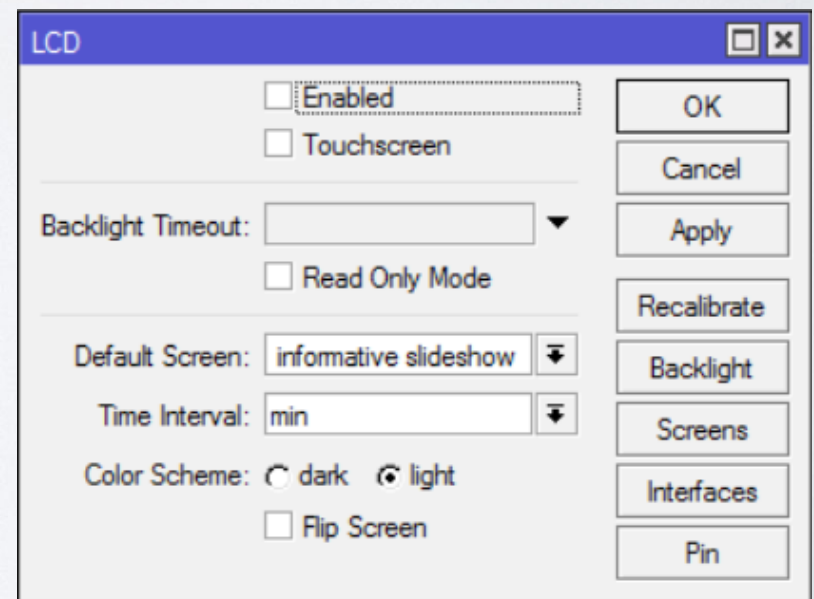 LCD
Enabled
OK
Touchscreen
Cancel
Backlight Timeout:
Apply
Read Only Mode
Recalibrate
Default Screen: informative slideshow
Backlight
Time Interval: min
Screens
Color Scheme: dark light
Interfaces
Flip Screen
Pin